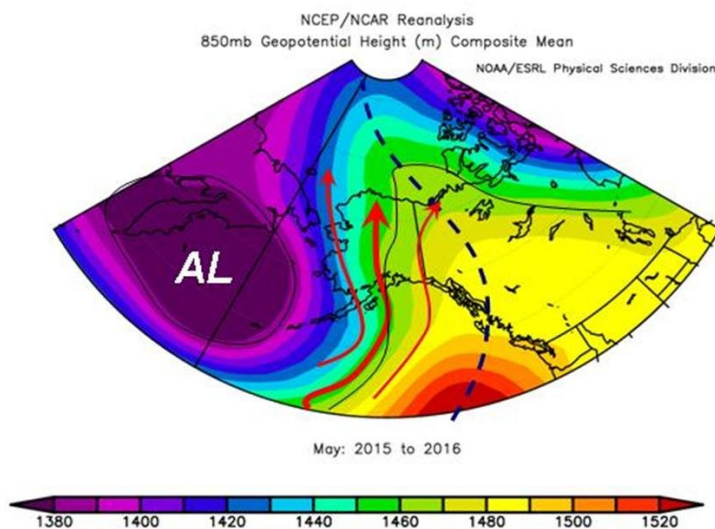 NCEP/NCAR Reanalysis
850mb Geopotential Height (m) Composite Mean
NOAA/ESRL Physical Sciences Division
AL
May: 2015 to 2016
1380 1400 1420 1440 1460 1480 1500 1520